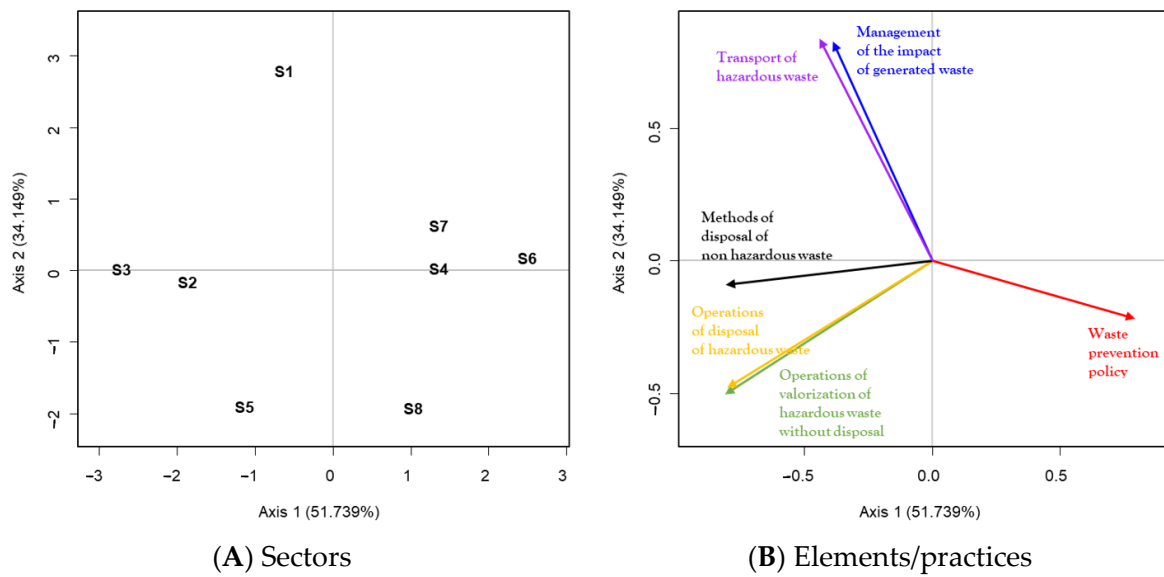 3
2
1
0
−1
−2
Axis 2 (34.149%)
S1
S7
S6
S4
S3
S2
S5
S8
−3 −2 −1 0 1 2 3
Axis 1 (51.739%)
(A) Sectors
0.5
0.0
−0.5
Axis 2 (34.149%)
Management
of the impact
of generated waste
Transport of
hazardous waste
Methods of
disposal of
non hazardous waste
Operations
of disposal
of hazardous waste
Operations of
valorization of
hazardous waste
without disposal
Waste
prevention
policy
−0.5 0.0 0.5
Axis 1 (51.739%)
(B) Elements/practices